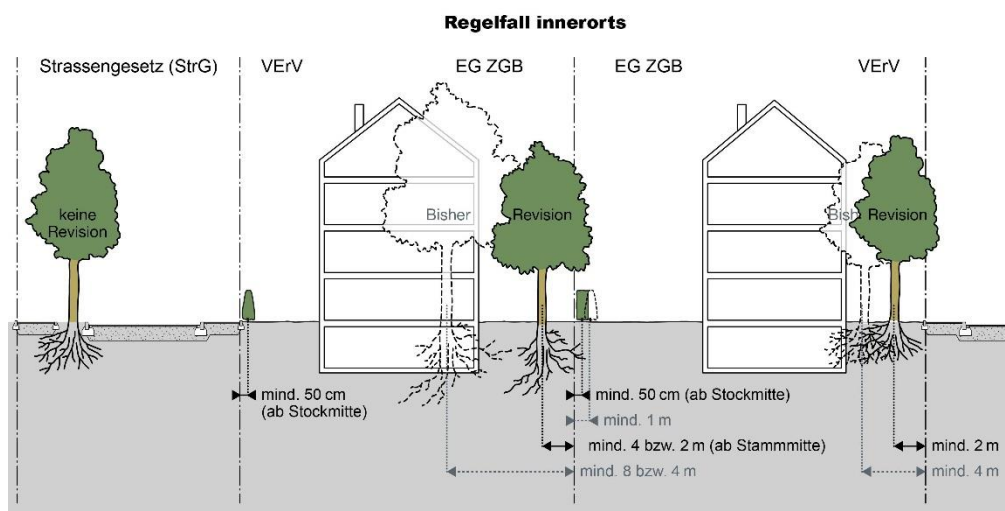 Regelfall innerorts
Strassengesetz (StrG)
VErV
EG ZGB
EG ZGB
VErV
keine
Revision
Bisher
Revision
Bish
Revision
mind. 50 cm
(ab Stockmitte)
mind. 50 cm (ab Stockmitte)
mind. 1 m
mind. 4 bzw. 2 m (ab Stammmitte)
mind. 2 m
mind. 8 bzw. 4 m
mind. 4 m